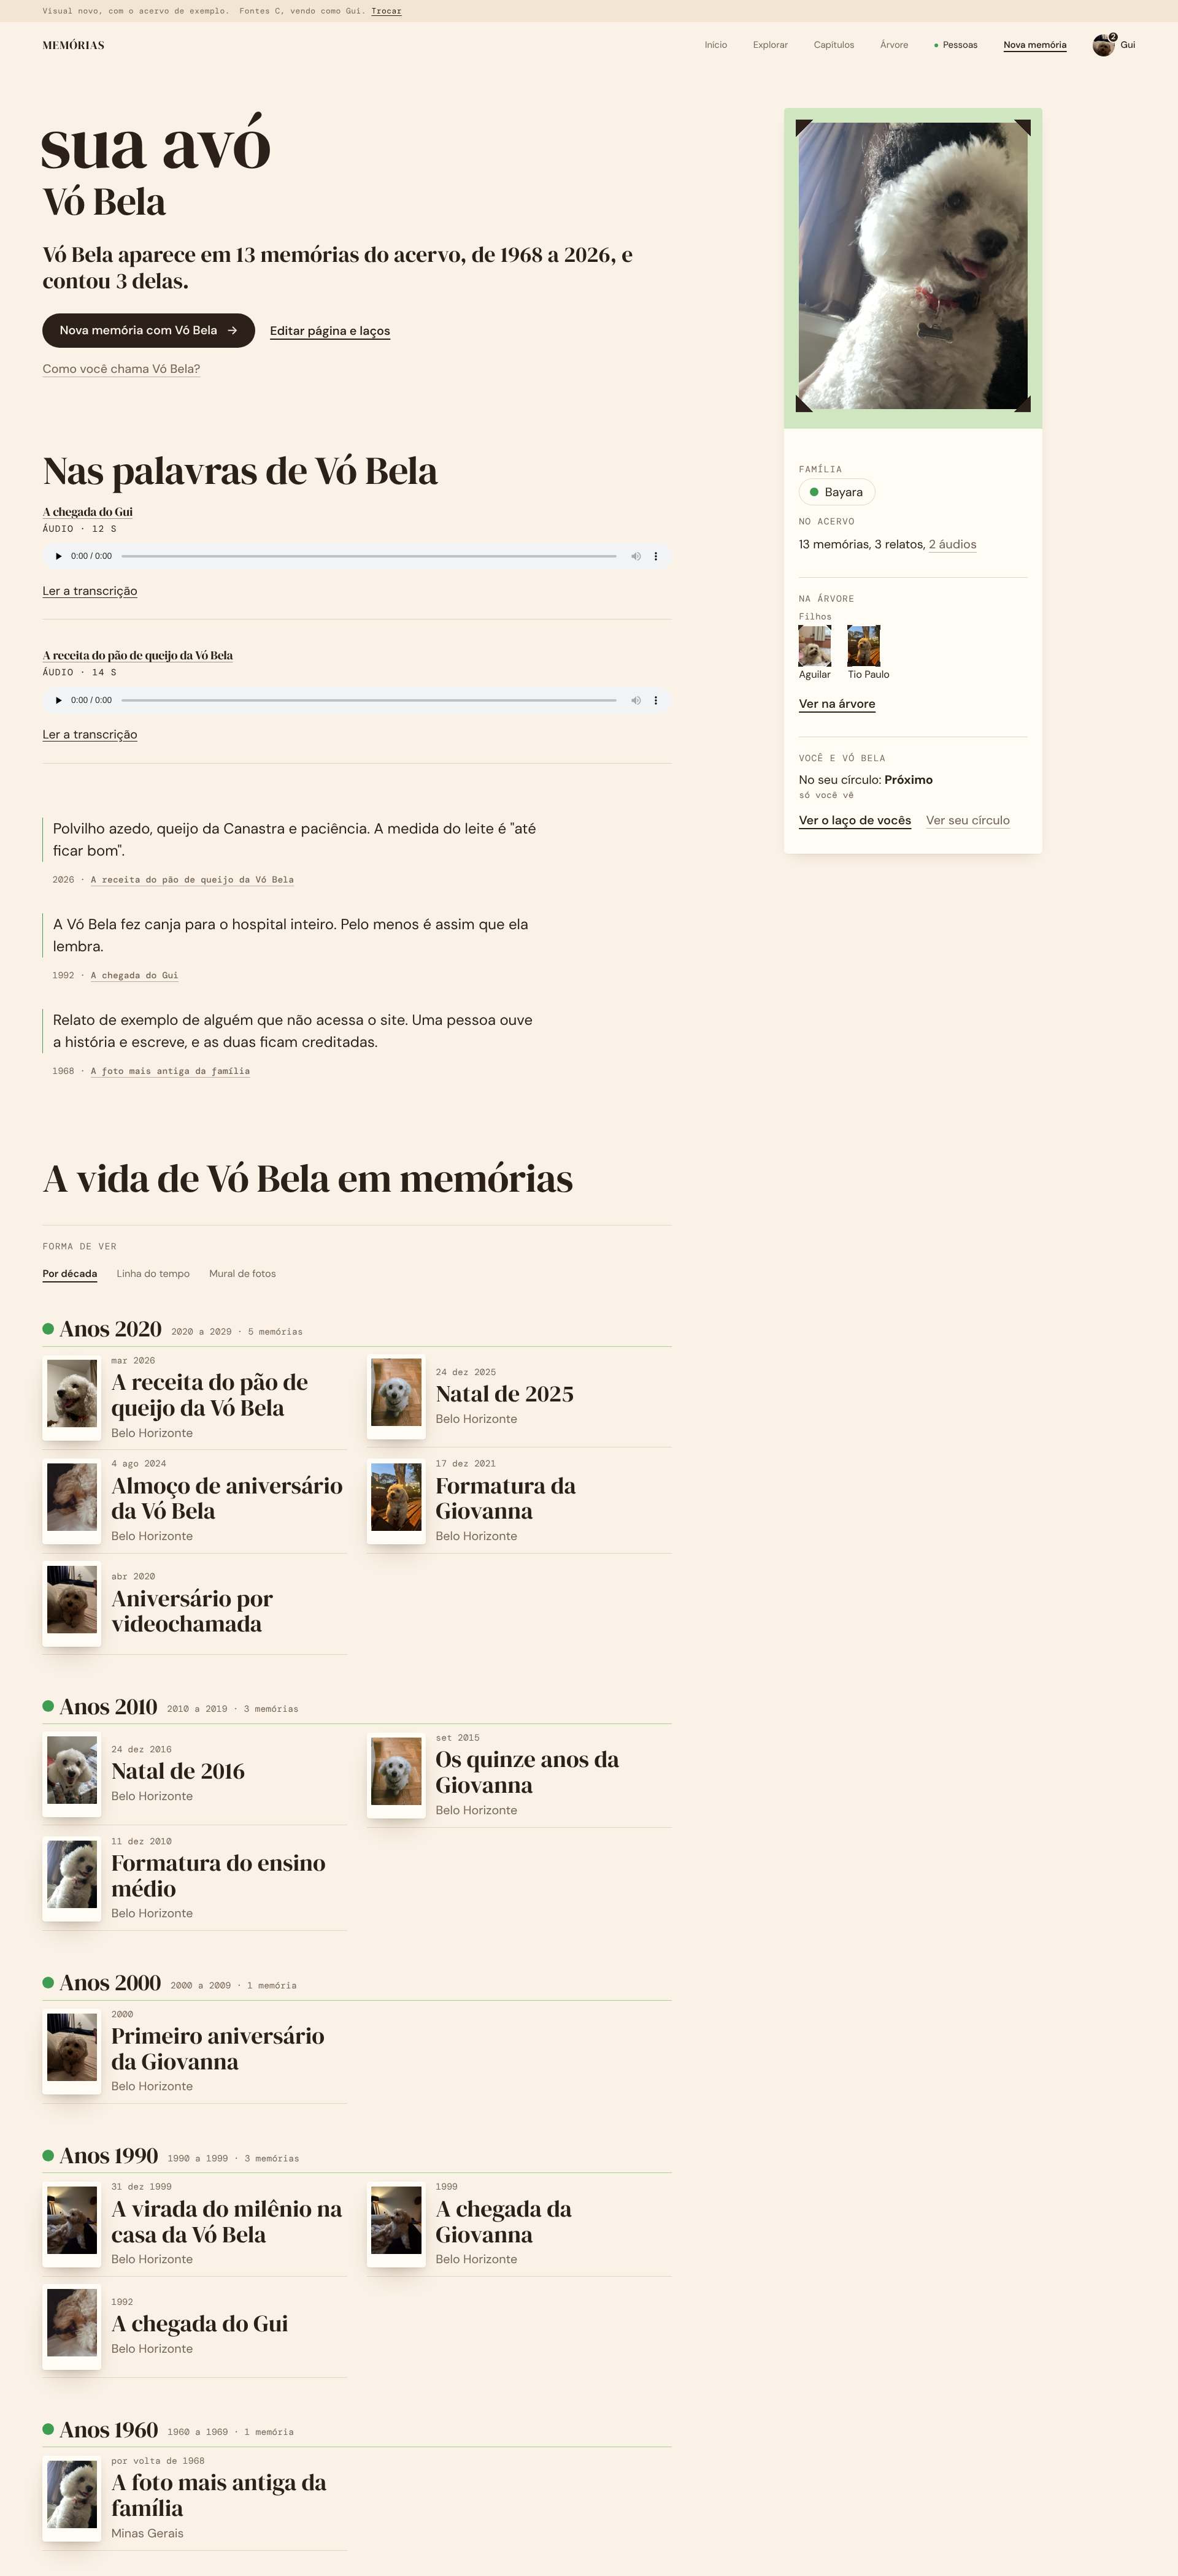 Visual novo, com o acervo de exemplo. Fontes C, vendo como Gui. Trocar
MEMÓRIAS
Início
Explorar
Capítulos
Árvore
Pessoas
Nova memória
2
Gui
sua avó
Vó Bela
Vó Bela aparece em 13 memórias do acervo, de 1968 a 2026, e
contou 3 delas.
Nova memória com Vó Bela →
Editar página e laços
Como você chama Vó Bela?
FAMÍLIA
Bayara
NO ACERVO
13 memórias, 3 relatos, 2 áudios
NA ÁRVORE
Filhos
Aguilar
Tio Paulo
Ver na árvore
VOCÊ E VÓ BELA
No seu círculo: Próximo
só você vê
Ver o laço de vocês
Ver seu círculo
Nas palavras de Vó Bela
A chegada do Gui
ÁUDIO · 12 S
0:00 / 0:00
Ler a transcrição
A receita do pão de queijo da Vó Bela
ÁUDIO · 14 S
0:00 / 0:00
Ler a transcrição
Polvilho azedo, queijo da Canastra e paciência. A medida do leite é "até
ficar bom".
2026 · A receita do pão de queijo da Vó Bela
A Vó Bela fez canja para o hospital inteiro. Pelo menos é assim que ela
lembra.
1992 · A chegada do Gui
Relato de exemplo de alguém que não acessa o site. Uma pessoa ouve
a história e escreve, e as duas ficam creditadas.
1968 · A foto mais antiga da família
A vida de Vó Bela em memórias
FORMA DE VER
Por década
Linha do tempo
Mural de fotos
Anos 2020
2020 a 2029 · 5 memórias
mar 2026
A receita do pão de
queijo da Vó Bela
Belo Horizonte
24 dez 2025
Natal de 2025
Belo Horizonte
4 ago 2024
Almoço de aniversário
da Vó Bela
Belo Horizonte
17 dez 2021
Formatura da
Giovanna
Belo Horizonte
abr 2020
Aniversário por
videochamada
Anos 2010
2010 a 2019 · 3 memórias
24 dez 2016
Natal de 2016
Belo Horizonte
set 2015
Os quinze anos da
Giovanna
Belo Horizonte
11 dez 2010
Formatura do ensino
médio
Belo Horizonte
Anos 2000
2000 a 2009 · 1 memória
2000
Primeiro aniversário
da Giovanna
Belo Horizonte
Anos 1990
1990 a 1999 · 3 memórias
31 dez 1999
A virada do milênio na
casa da Vó Bela
Belo Horizonte
1999
A chegada da
Giovanna
Belo Horizonte
1992
A chegada do Gui
Belo Horizonte
Anos 1960
1960 a 1969 · 1 memória
por volta de 1968
A foto mais antiga da
família
Minas Gerais